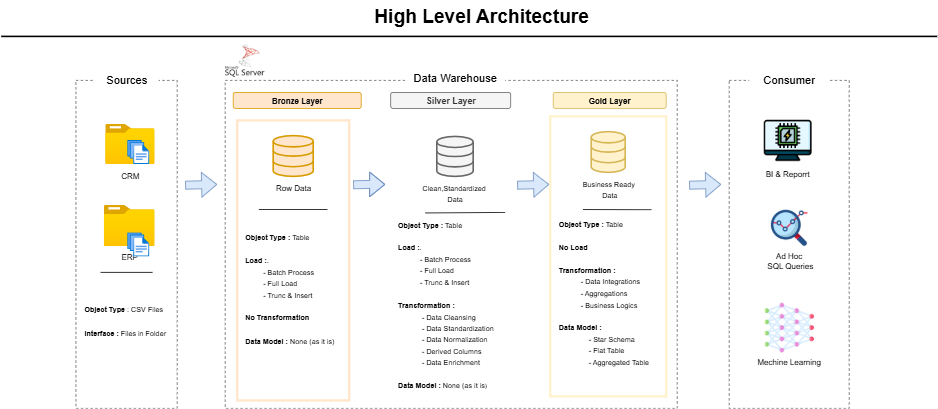 High Level Architecture
Sources
CRM
ERP
Object Type : CSV Files
Interface : Files in Folder
Microsoft
SQL Server
Data Warehouse
Bronze Layer
Row Data
Object Type : Table
Load :.
- Batch Process
- Full Load
- Trunc & Insert
No Transformation
Data Model : None (as it is)
Silver Layer
Clean,Standardized
Data
Object Type : Table
Load :.
- Batch Process
- Full Load
- Trunc & Insert
Transformation :
- Data Cleansing
- Data Standardization
- Data Normalization
- Derived Columns
- Data Enrichment
Data Model : None (as it is)
Gold Layer
Business Ready
Data
Object Type : Table
No Load
Transformation :
- Data Integrations
- Aggregations
- Business Logics
Data Model :
- Star Schema
- Flat Table
- Aggregated Table
Consumer
BI & Reporrt
Ad Hoc
SQL Queries
Mechine Learning